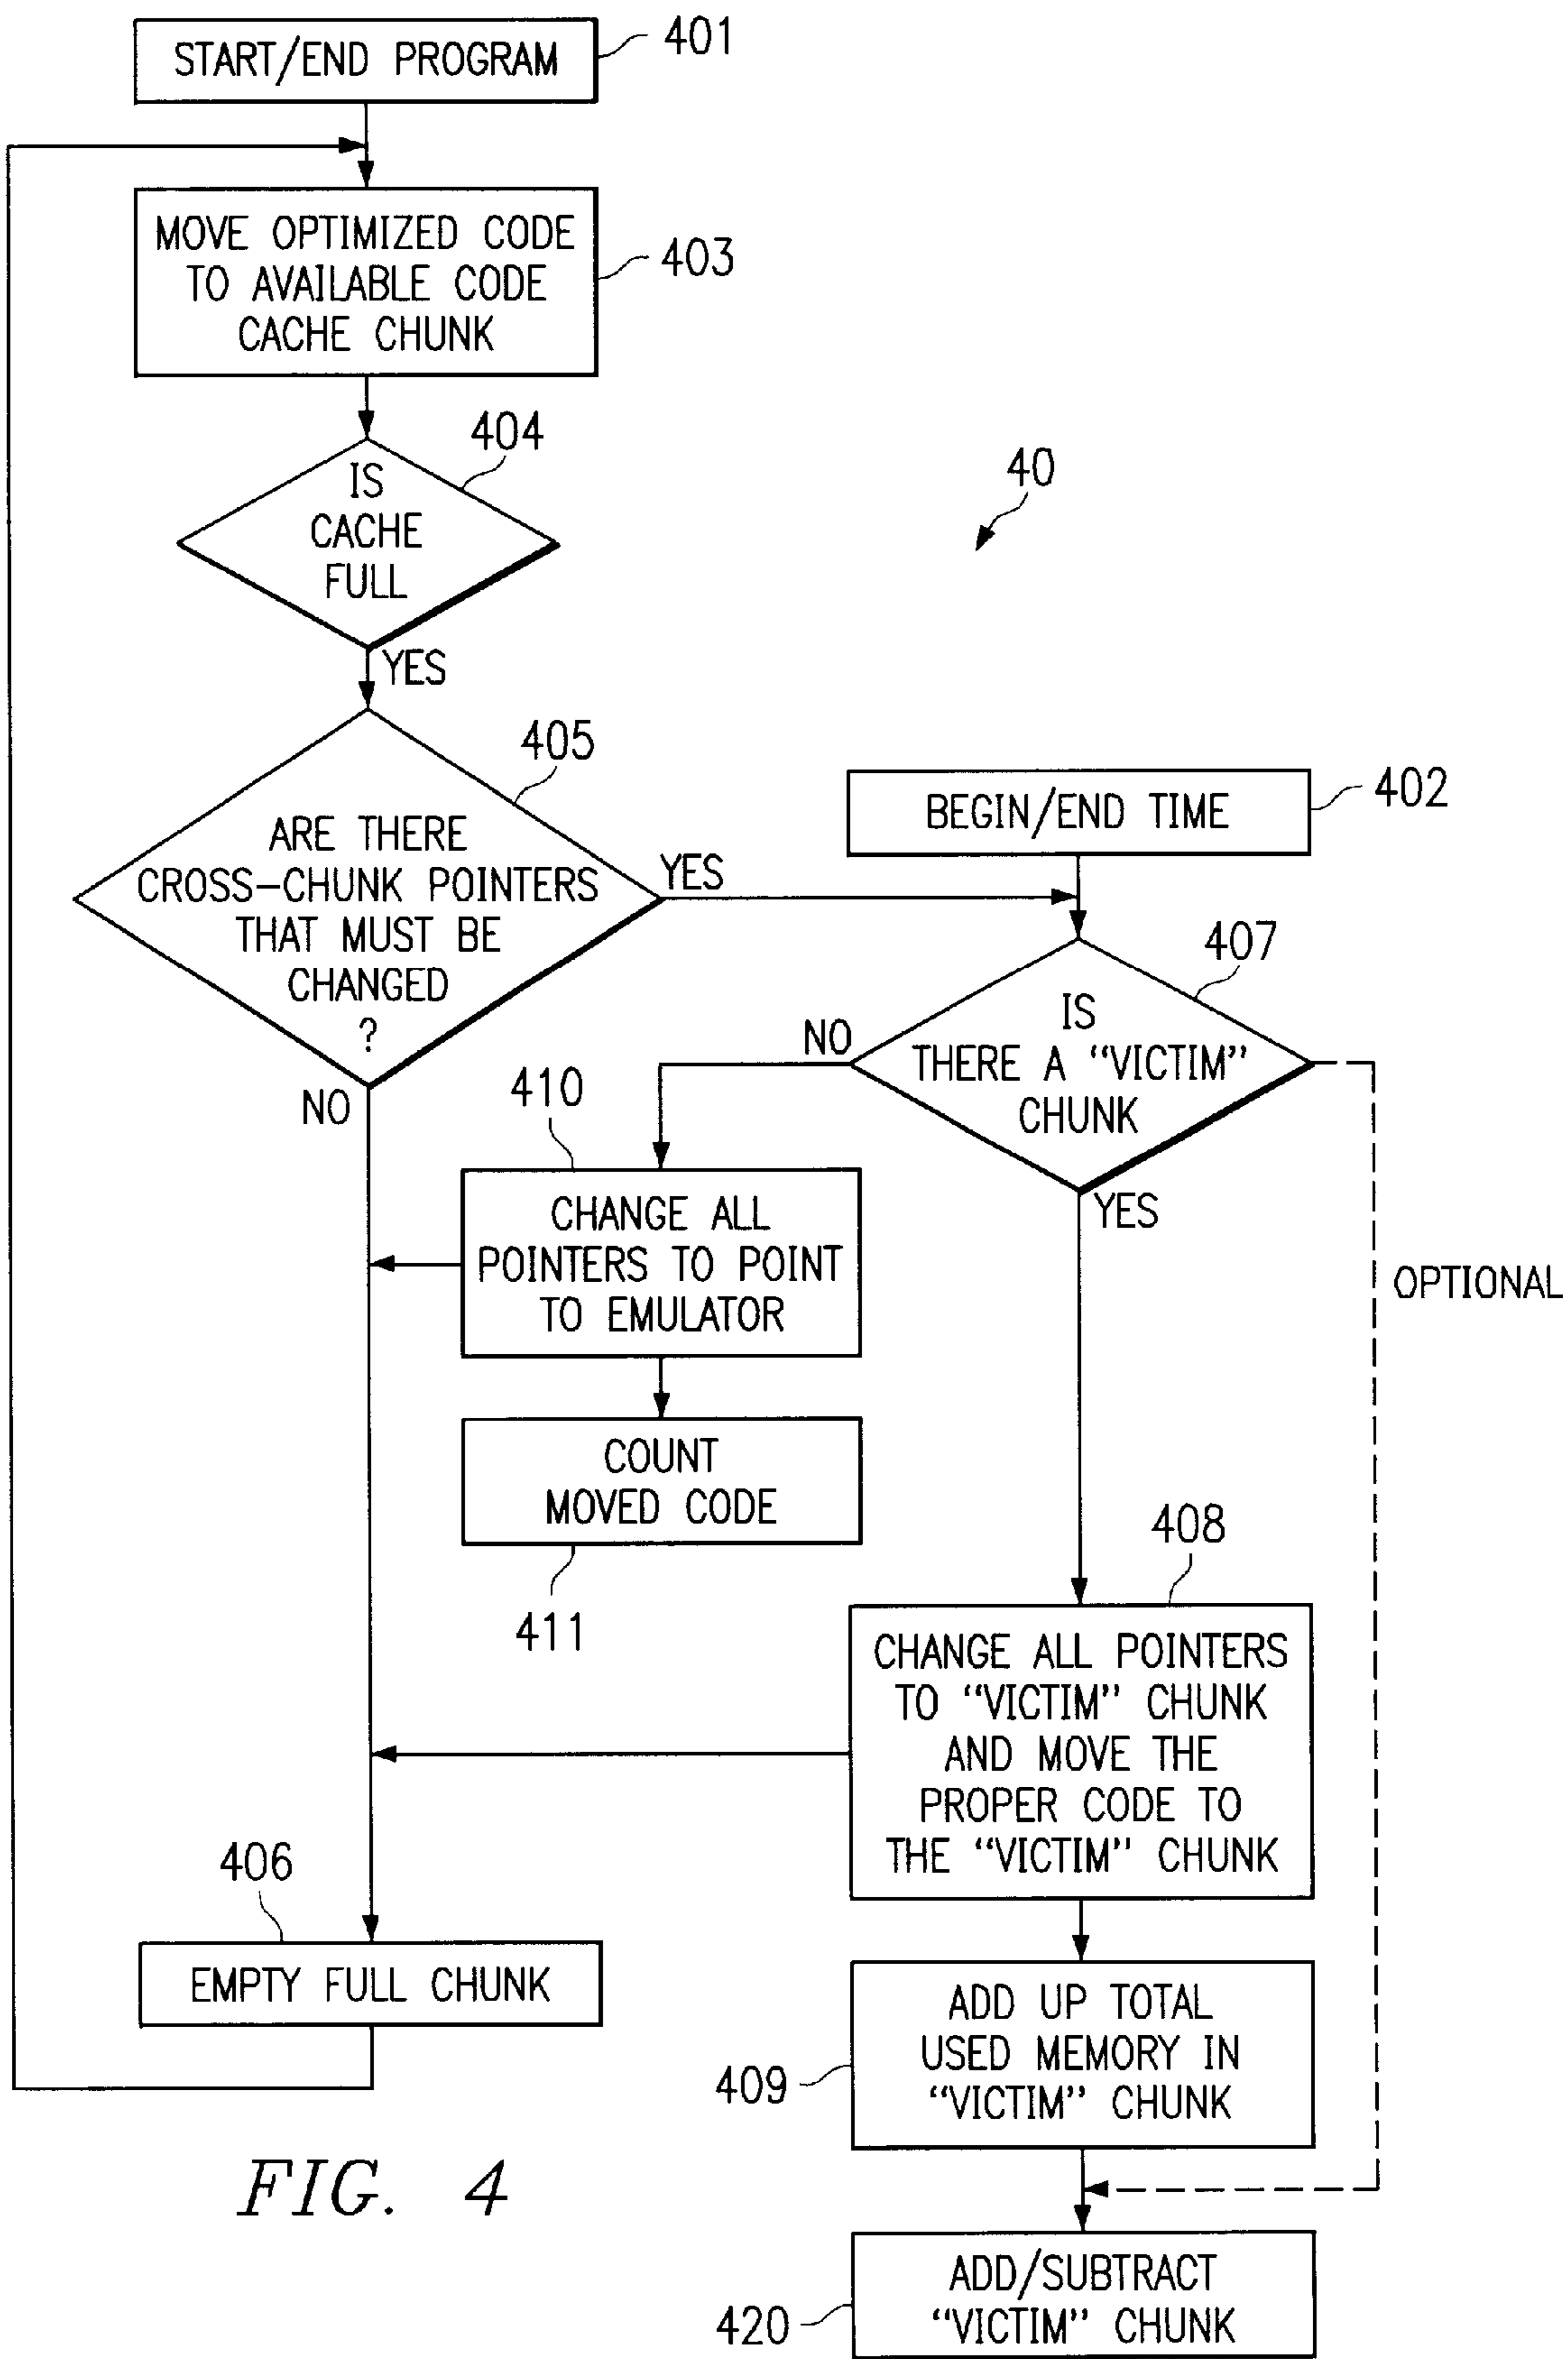 START/END PROGRAM
401
MOVE OPTIMIZED CODE
TO AVAILABLE CODE
CACHE CHUNK
403
404
IS
CACHE
FULL
YES
40
405
ARE THERE
CROSS-CHUNK POINTERS
THAT MUST BE
CHANGED
?
YES
NO
BEGIN/END TIME
402
407
IS
THERE A “VICTIM”
CHUNK
NO
YES
OPTIONAL
410
CHANGE ALL
POINTERS TO POINT
TO EMULATOR
COUNT
MOVED CODE
411
408
CHANGE ALL POINTERS
TO “VICTIM” CHUNK
AND MOVE THE
PROPER CODE TO
THE “VICTIM” CHUNK
406
EMPTY FULL CHUNK
ADD UP TOTAL
USED MEMORY IN
“VICTIM” CHUNK
409
ADD/SUBTRACT
“VICTIM” CHUNK
420
FIG. 4